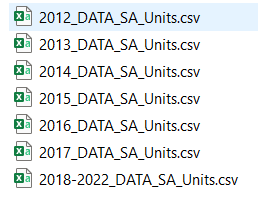 2012_DATA_SA_Units.csv
2013_DATA_SA_Units.csv
2014_DATA_SA_Units.csv
2015_DATA_SA_Units.csv
2016_DATA_SA_Units.csv
2017_DATA_SA_Units.csv
2018-2022_DATA_SA_Units.csv